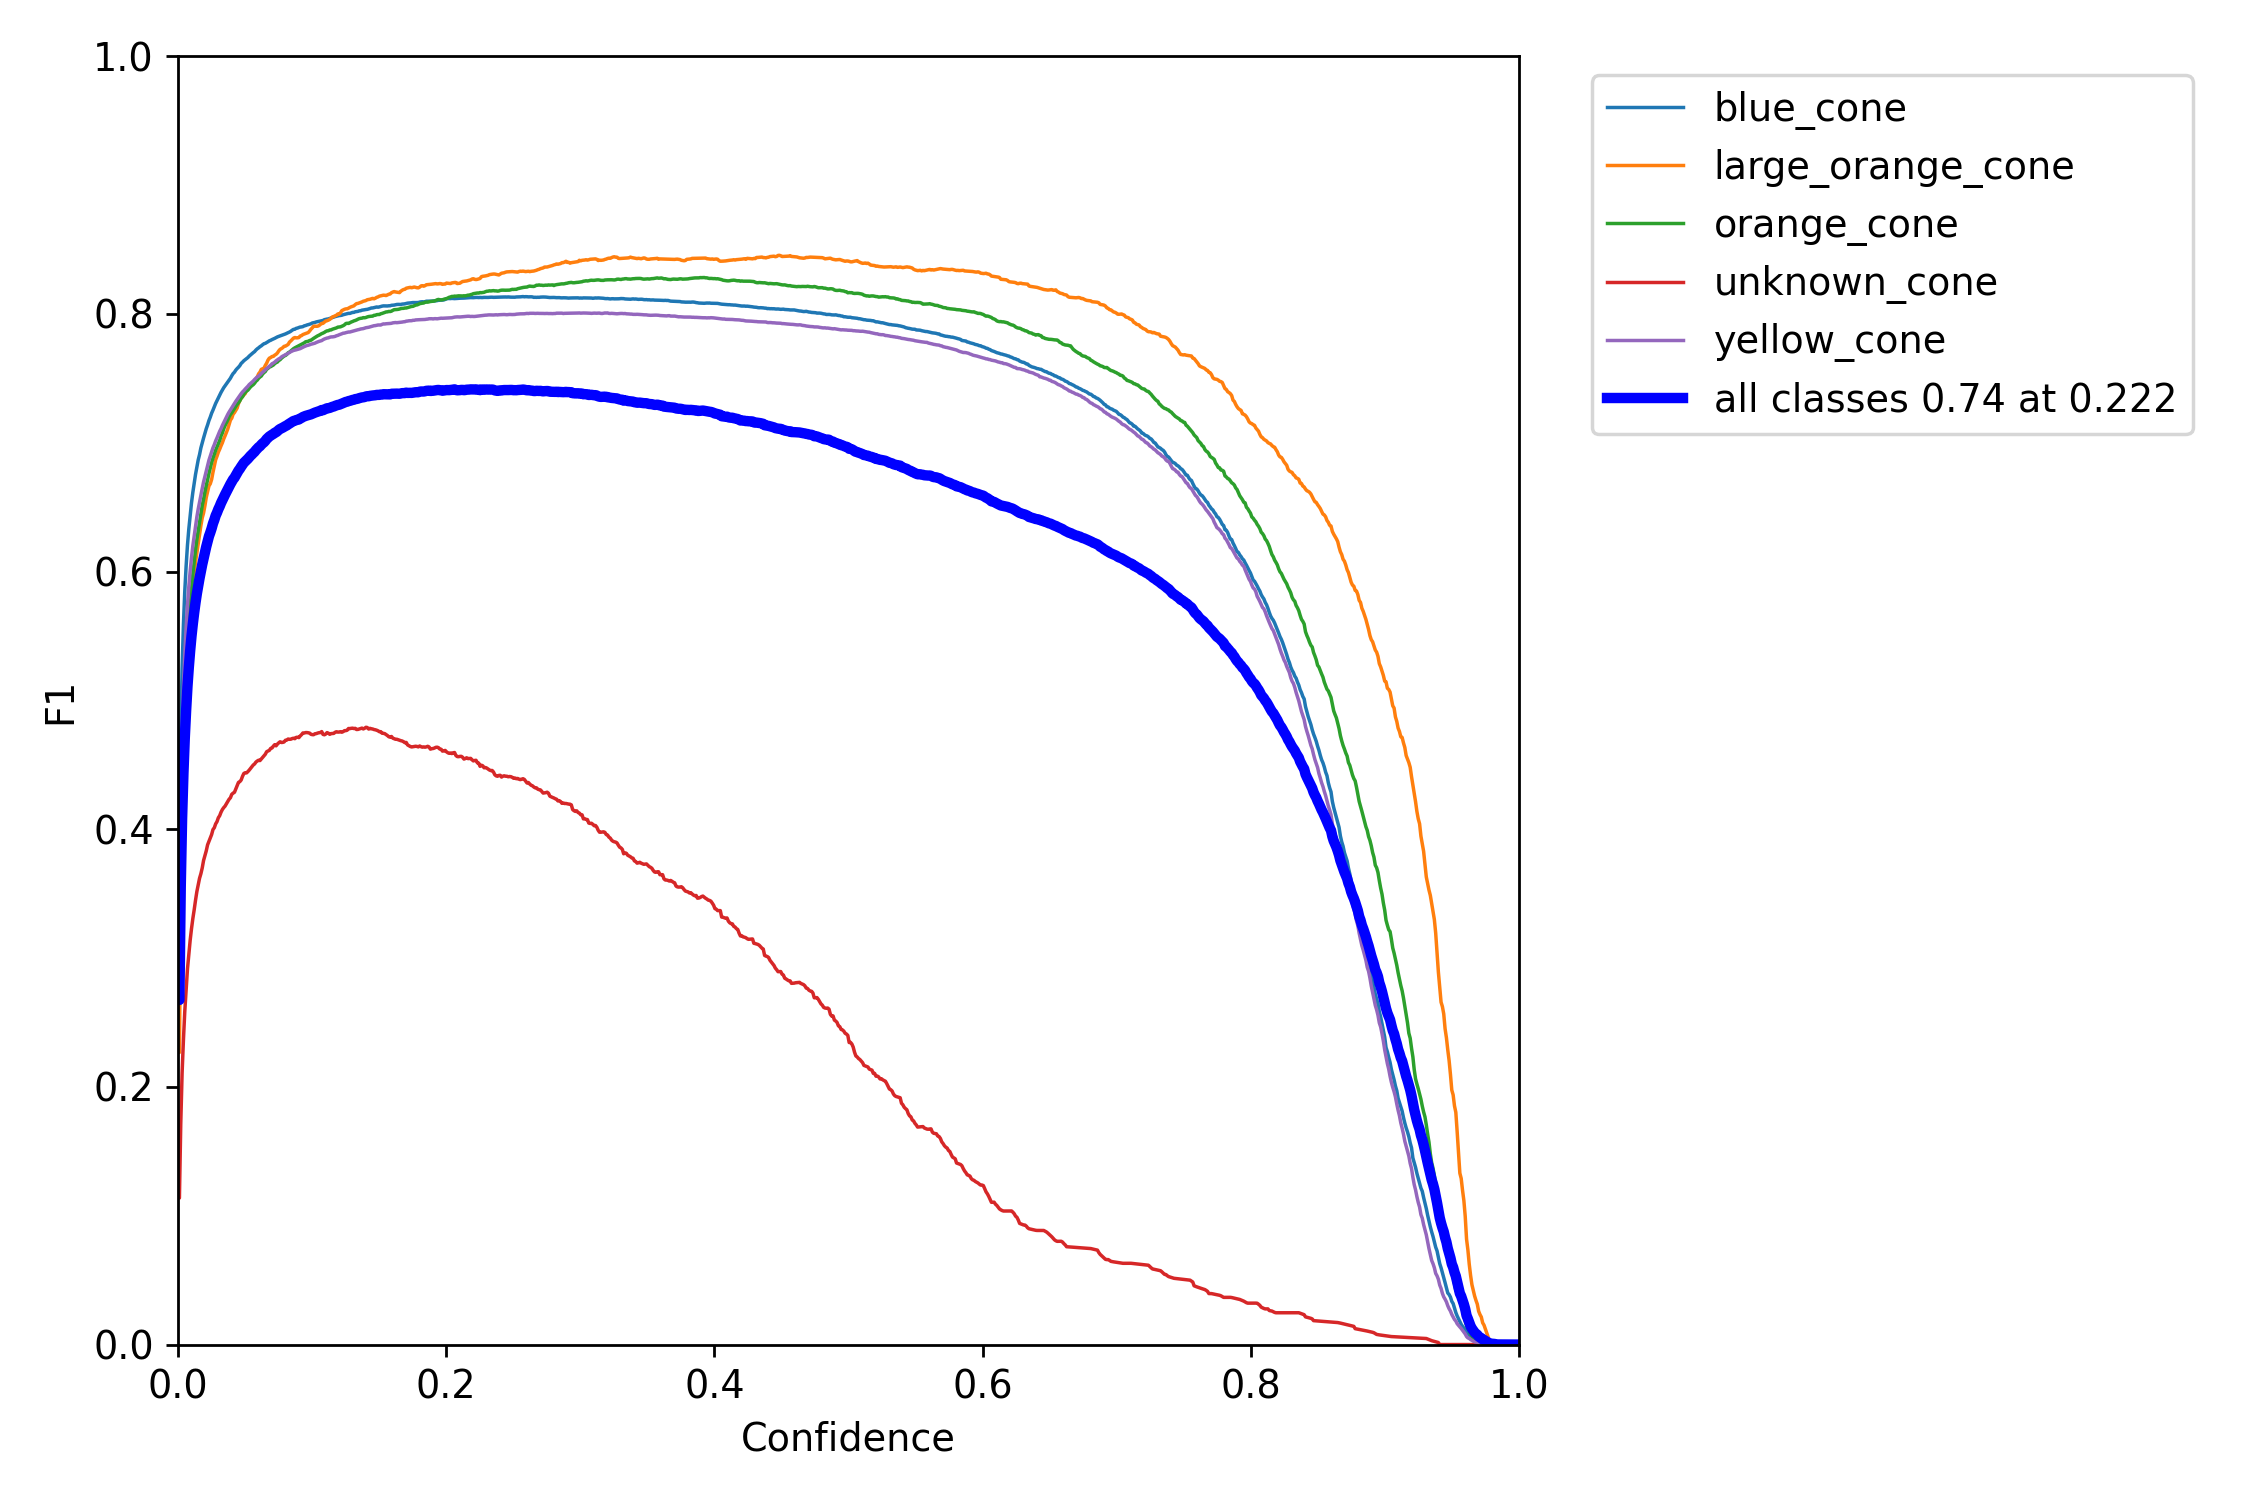 1.0
0.8
0.6
0.4
0.2
0.0
F1
0.0 0.2 0.4 0.6 0.8 1.0
Confidence
blue_cone
large_orange_cone
orange_cone
unknown_cone
yellow_cone
all classes 0.74 at 0.222